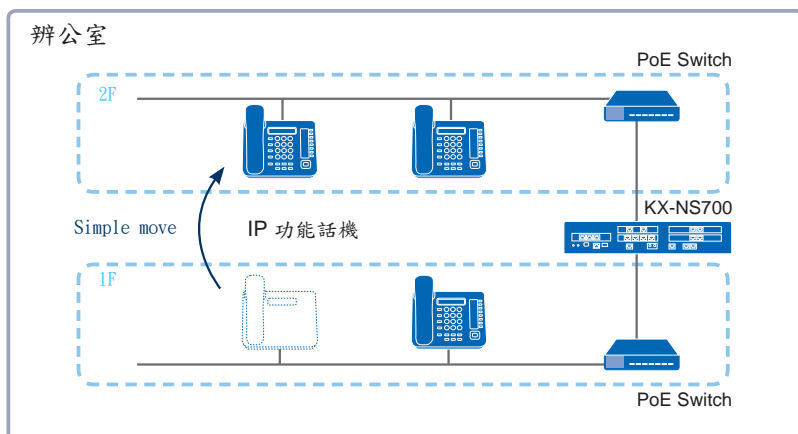 辦公室
PoE Switch
2F
KX-NS700
Simple move
IP 功能話機
1F
PoE Switch